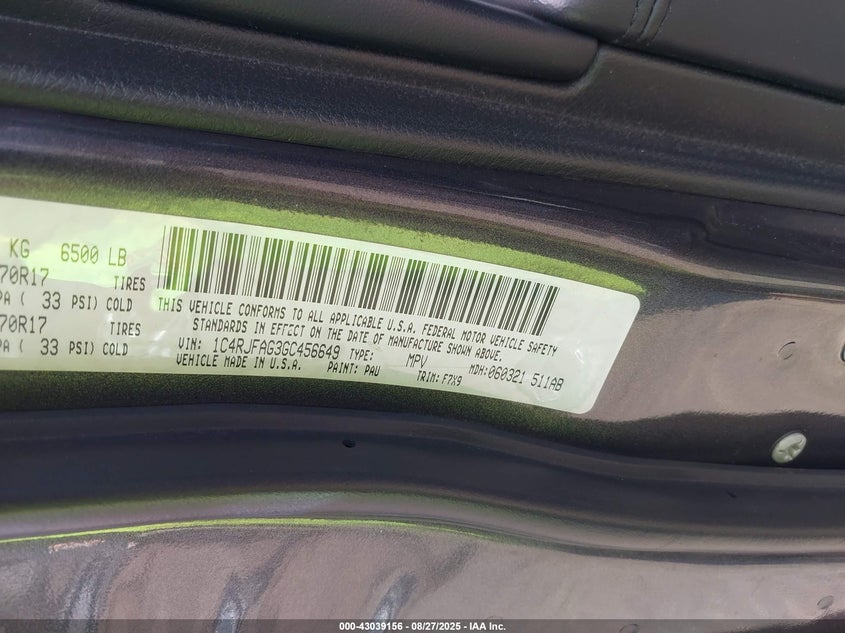 KG 6500 LB
70R17 TIRES
PA ( 33 PSI) COLD
70R17 TIRES
PA ( 33 PSI) COLD
THIS VEHICLE CONFORMS TO ALL APPLICABLE U.S.A. FEDERAL MOTOR VEHICLE SAFETY
STANDARDS IN EFFECT ON THE DATE OF MANUFACTURE SHOWN ABOVE.
VIN: 1C4RJFAG3GC456649 TYPE: MPV MDH:060321 511AB
VEHICLE MADE IN U.S.A. PAINT: PAU TRIM: F7X9
000-43039156 — 08/27/2025 — IAA Inc.